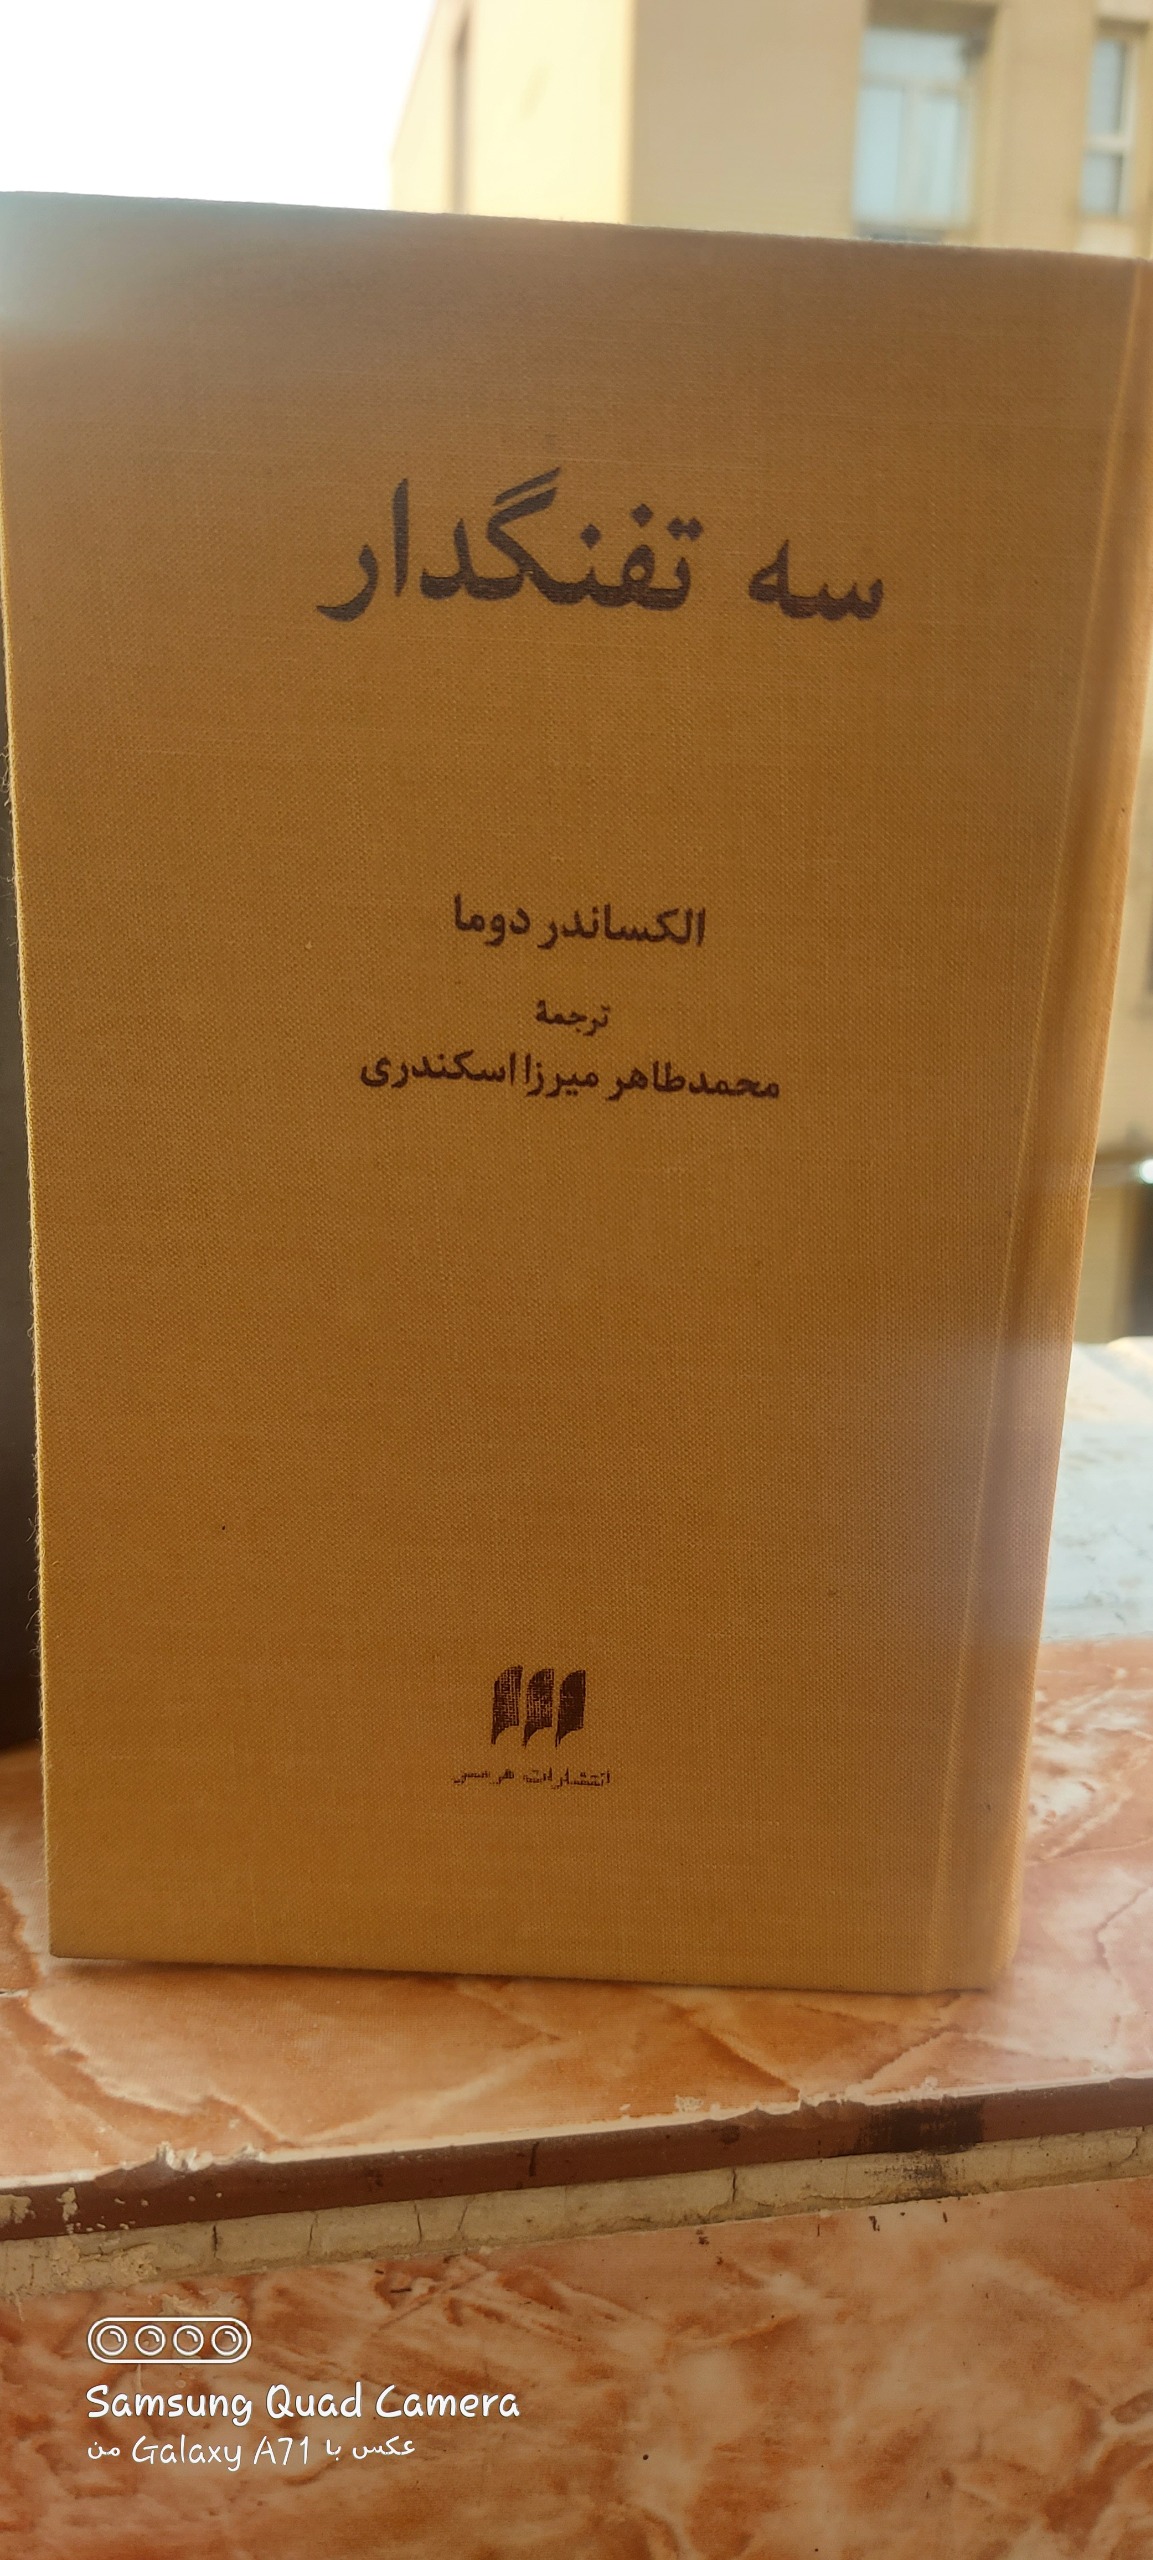 سه تفنگدار
الکساندر دوما
ترجمهٔ
محمدطاهر میرزا اسکندری
انتشارات هرمس
Samsung Quad Camera
عکس با Galaxy A71 من